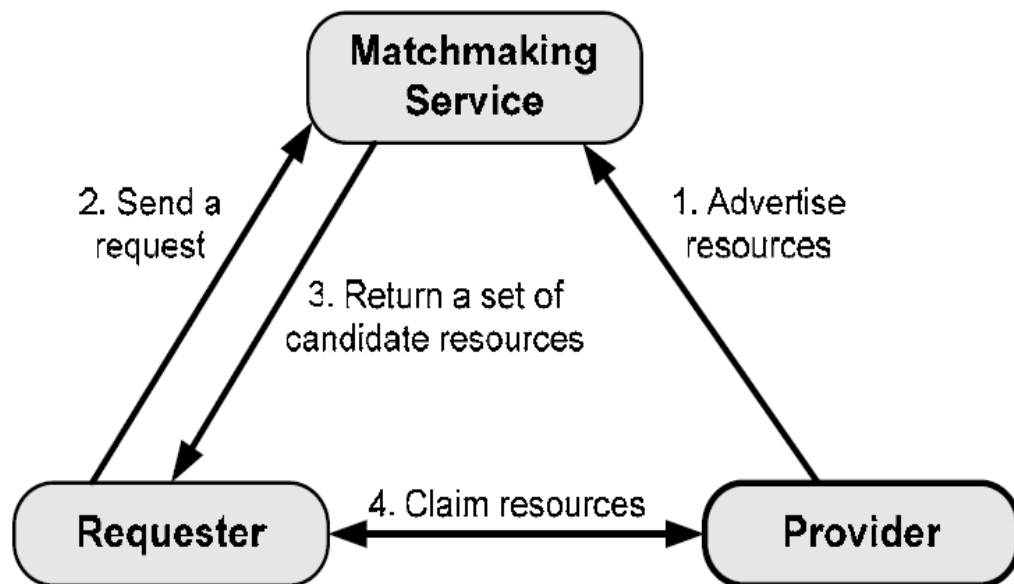 Matchmaking
Service
2. Send a
request
1. Advertise
resources
3. Return a set of
candidate resources
4. Claim resources
Requester
Provider